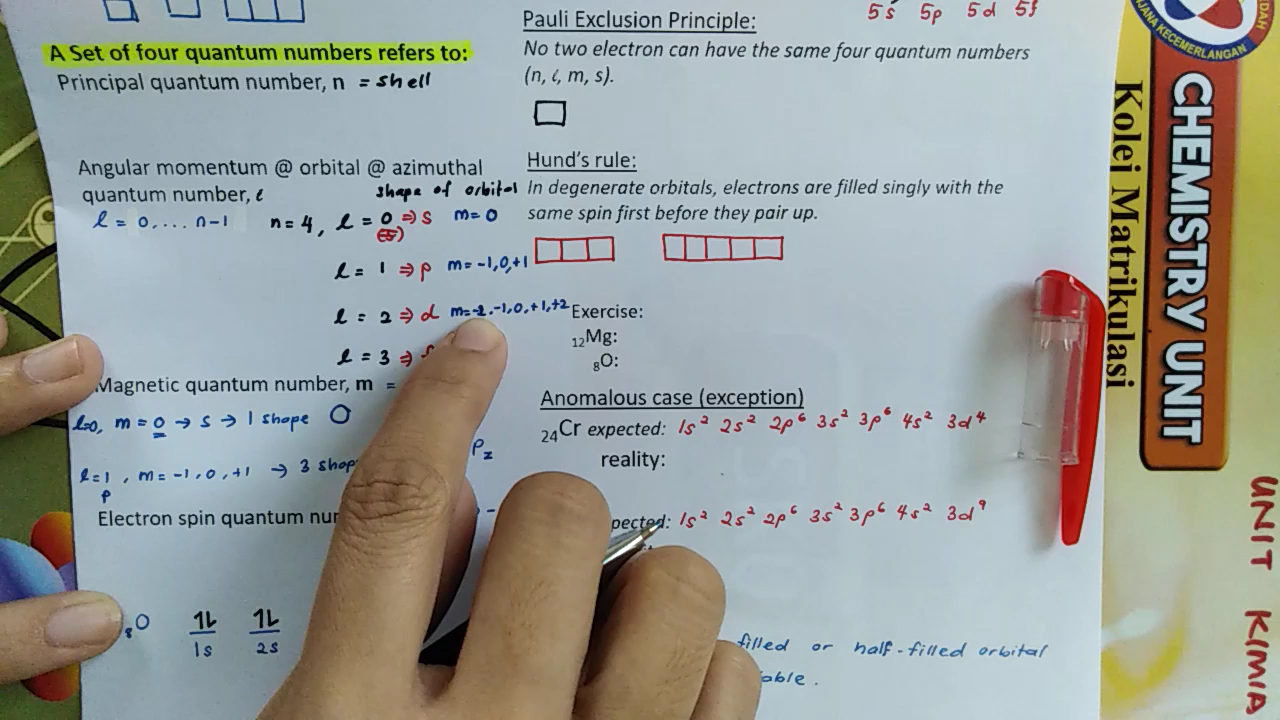 A Set of four quantum numbers refers to:
Principal quantum number, n = shell
Angular momentum @ orbital @ azimuthal
quantum number, ℓ
shape of orbital
ℓ = 0, ... n-1
n=4, ℓ = 0 ⇒ s m=0
ℓ = 1 ⇒ p m=-1,0,+1
ℓ = 2 ⇒ d m=-2,-1,0,+1,+2
ℓ = 3 ⇒
Magnetic quantum number, m =
ℓ=0, m=0 → s → 1 shape
ℓ=1, m=-1,0,+1 → 3
p
Pz
Electron spin quantum
8O 1s 2s
5s 5p 5d 5f
Pauli Exclusion Principle:
No two electron can have the same four quantum numbers
(n, ℓ, m, s).
Hund's rule:
In degenerate orbitals, electrons are filled singly with the
same spin first before they pair up.
Exercise:
12Mg:
8O:
Anomalous case (exception)
24Cr expected: 1s² 2s² 2p⁶ 3s² 3p⁶ 4s² 3d⁴
reality:
1s² 2s² 2p⁶ 3s² 3p⁶ 4s² 3d⁹
filled or half-filled orbital
CHEMISTRY UNIT
Kolej Matrikulasi
UNIT KIMIA
JANA KECEMERLANGAN